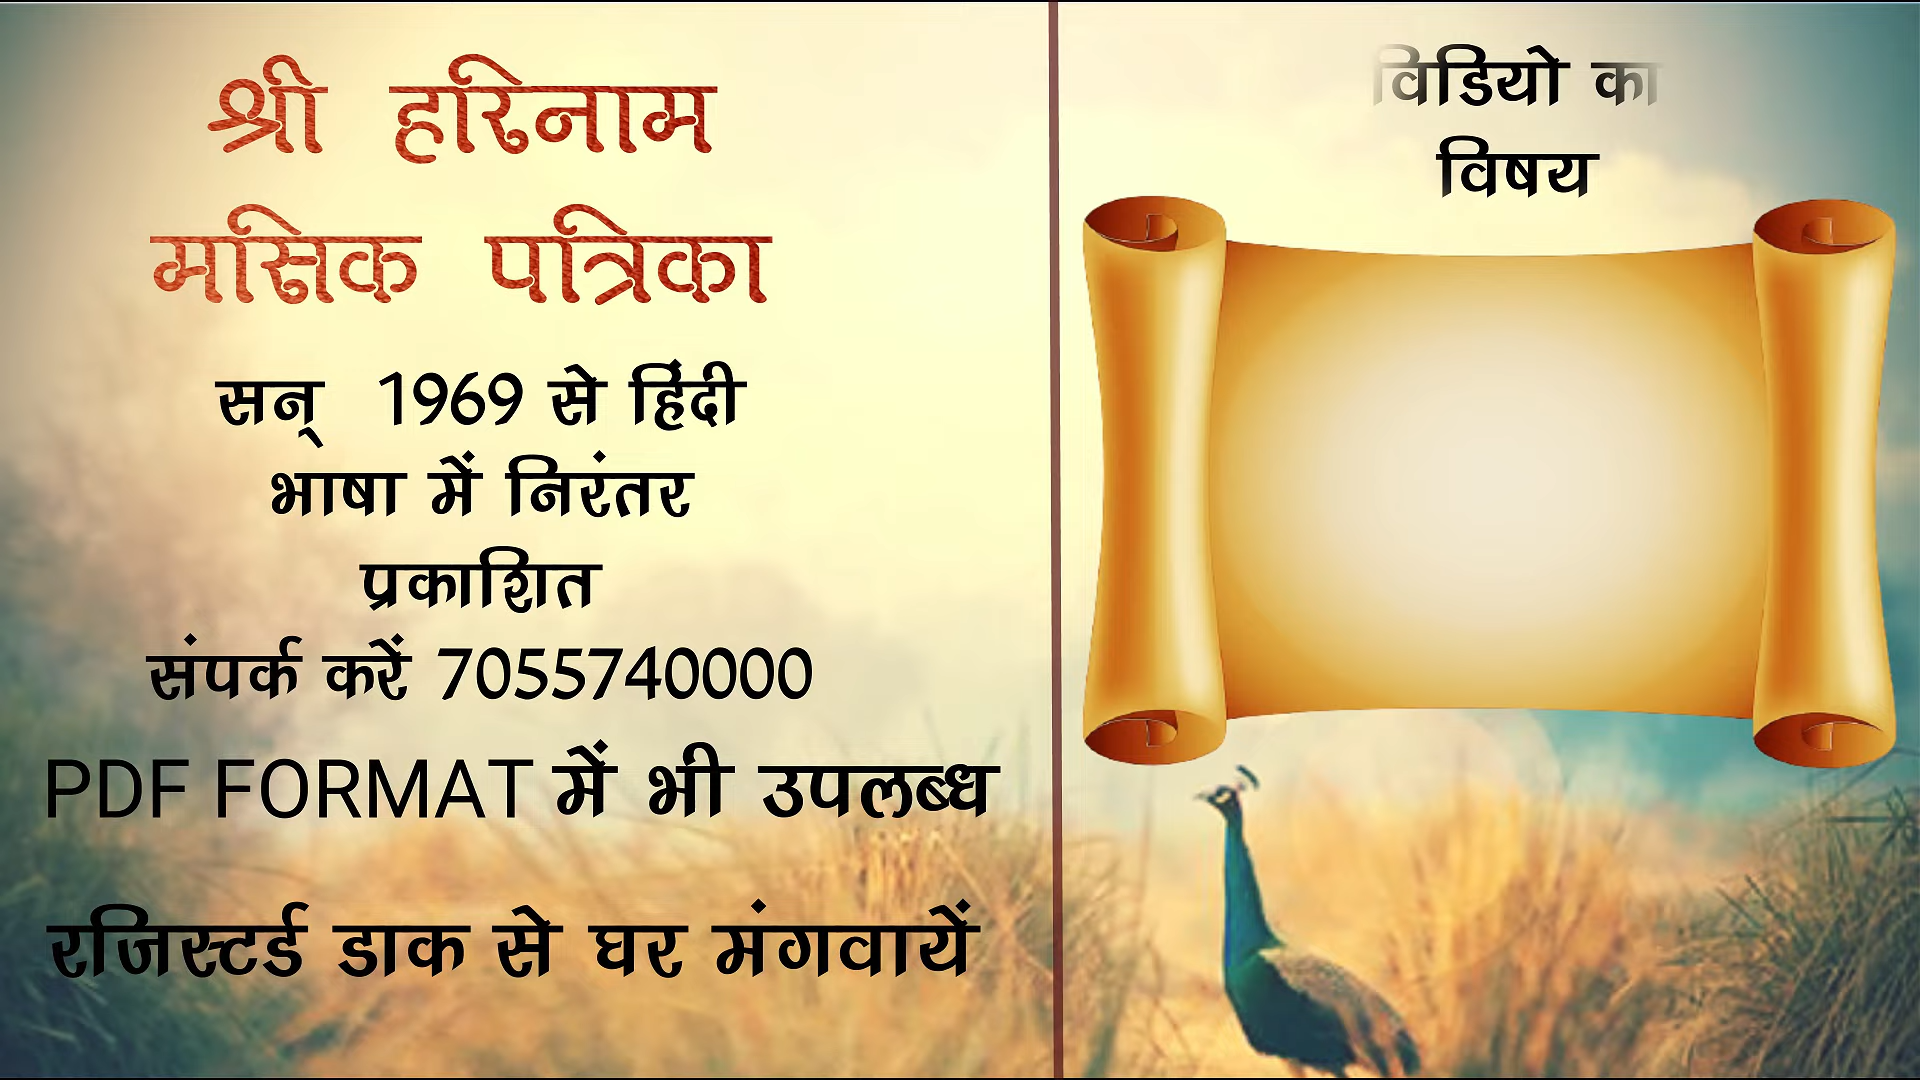 श्री हरिनाम
मासिक पत्रिका
सन् 1969 से हिंदी
भाषा में निरंतर
प्रकाशित
संपर्क करें 7055740000
PDF FORMAT में भी उपलब्ध
रजिस्टर्ड डाक से घर मंगवायें
विडियो का
विषय